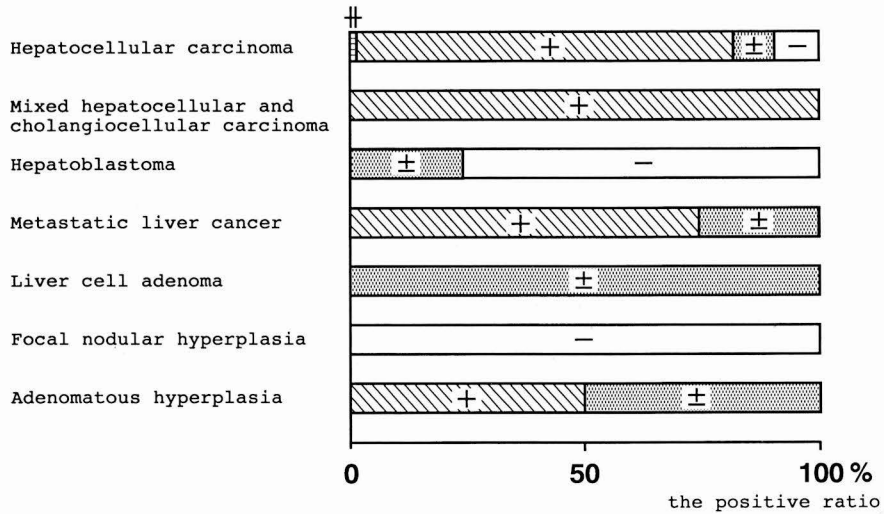 ⧺
Hepatocellular carcinoma + ± −
Mixed hepatocellular and
cholangiocellular carcinoma +
Hepatoblastoma ± −
Metastatic liver cancer + ±
Liver cell adenoma ±
Focal nodular hyperplasia −
Adenomatous hyperplasia + ±
0 50 100 %
the positive ratio